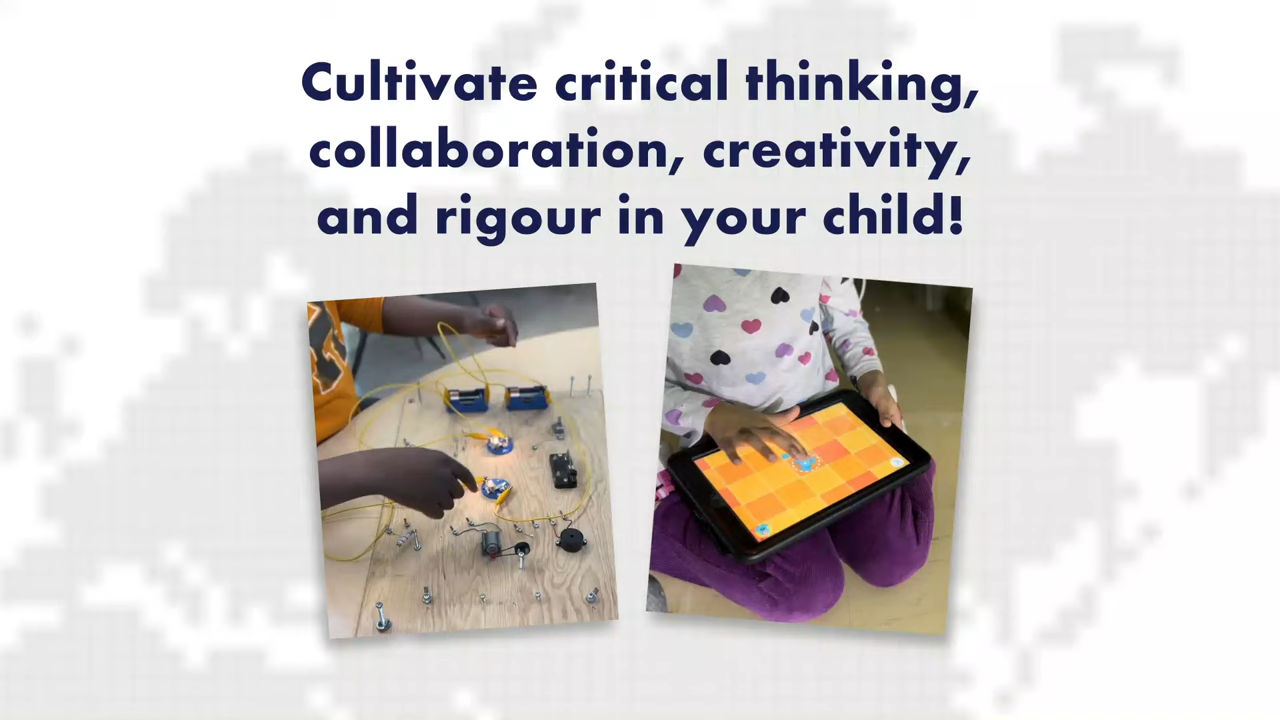 Cultivate critical thinking,
collaboration, creativity,
and rigour in your child!